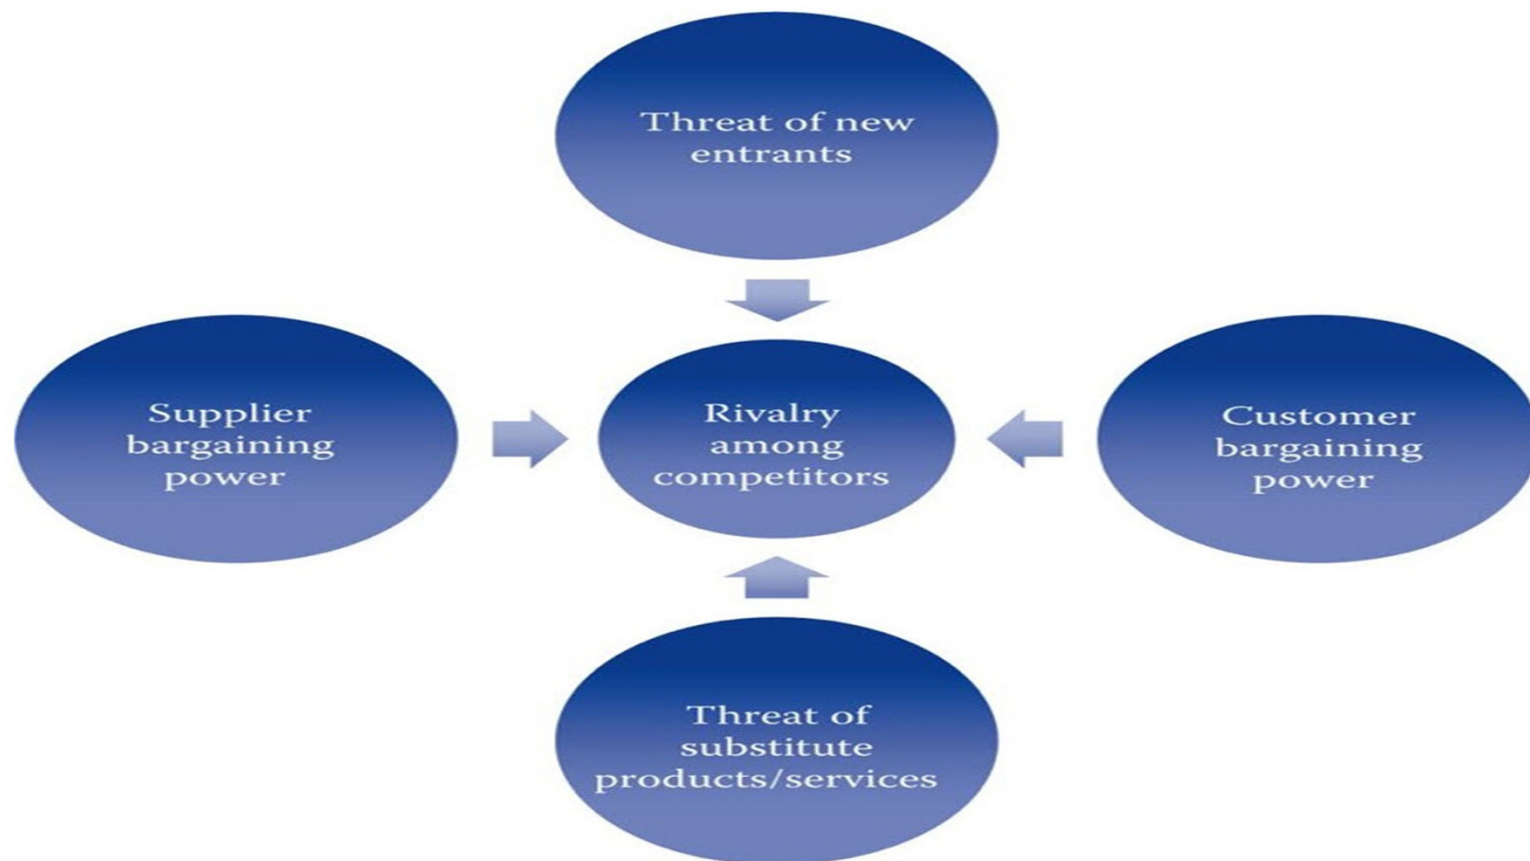 Threat of new
entrants
Supplier
bargaining
power
Rivalry
among
competitors
Customer
bargaining
power
Threat of
substitute
products/services